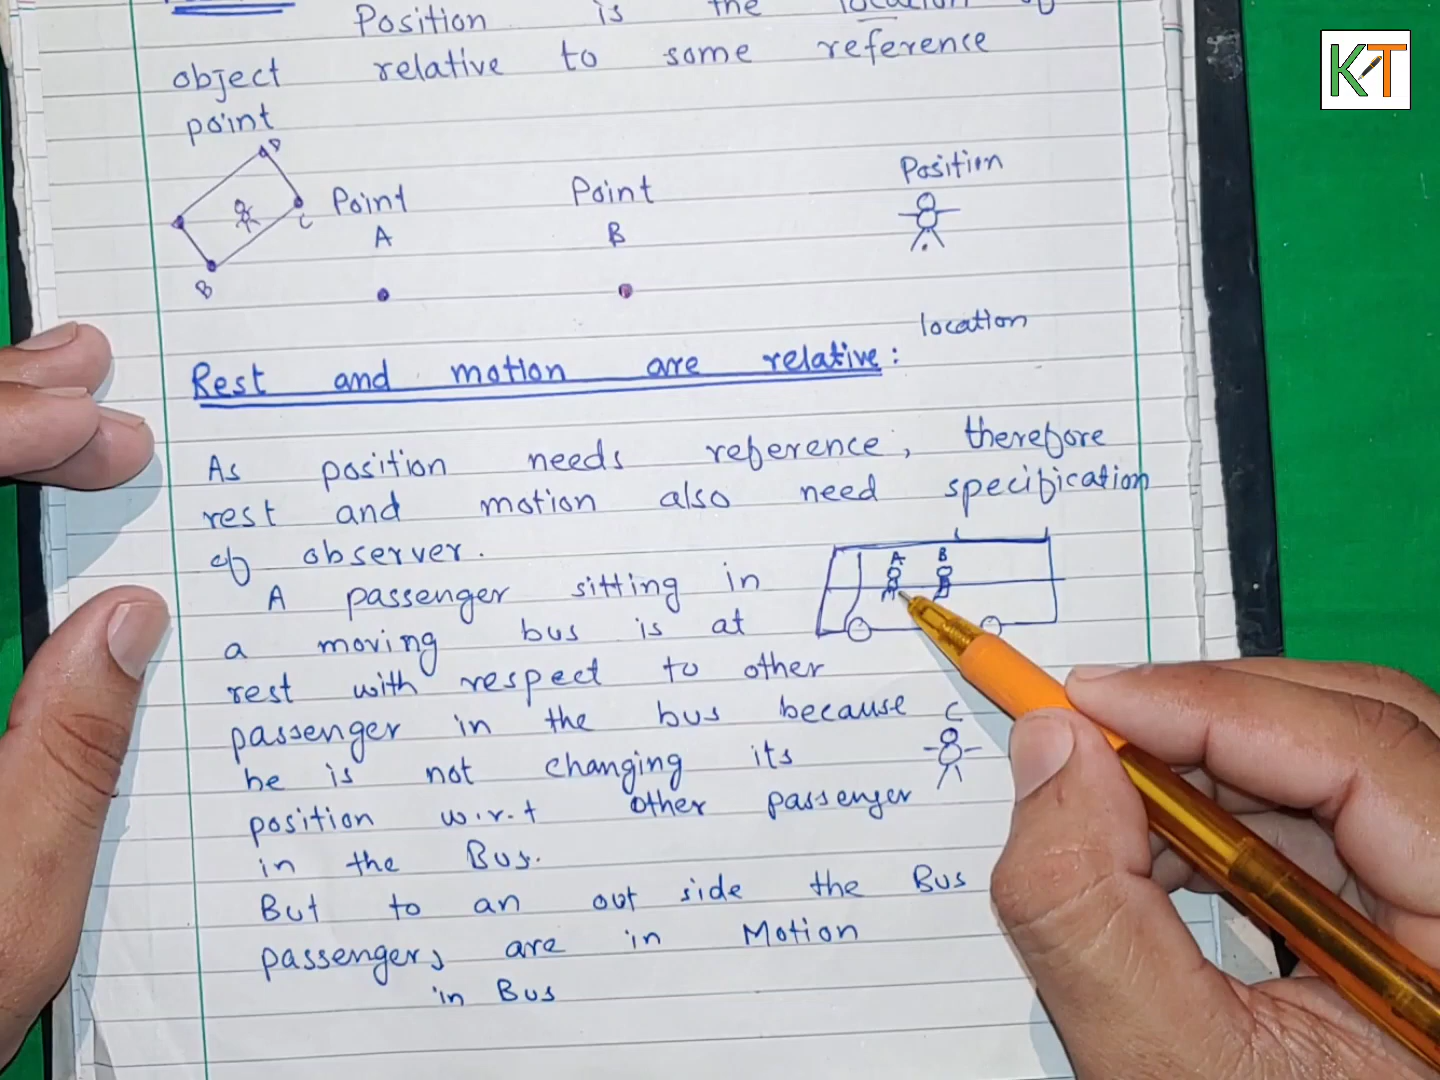 Position is the location of
object relative to some reference
point
D
C
B
Point
A
Point
B
Position
location
Rest and motion are relative:
As position needs reference, therefore
rest and motion also need specification
of observer.
A passenger sitting in
a moving bus is at
rest with respect to other
passenger in the bus because
he is not changing its
position w.r.t other passenger
in the Bus.
But to an out side the Bus
passengers are in Motion
in Bus
A B
C
KT